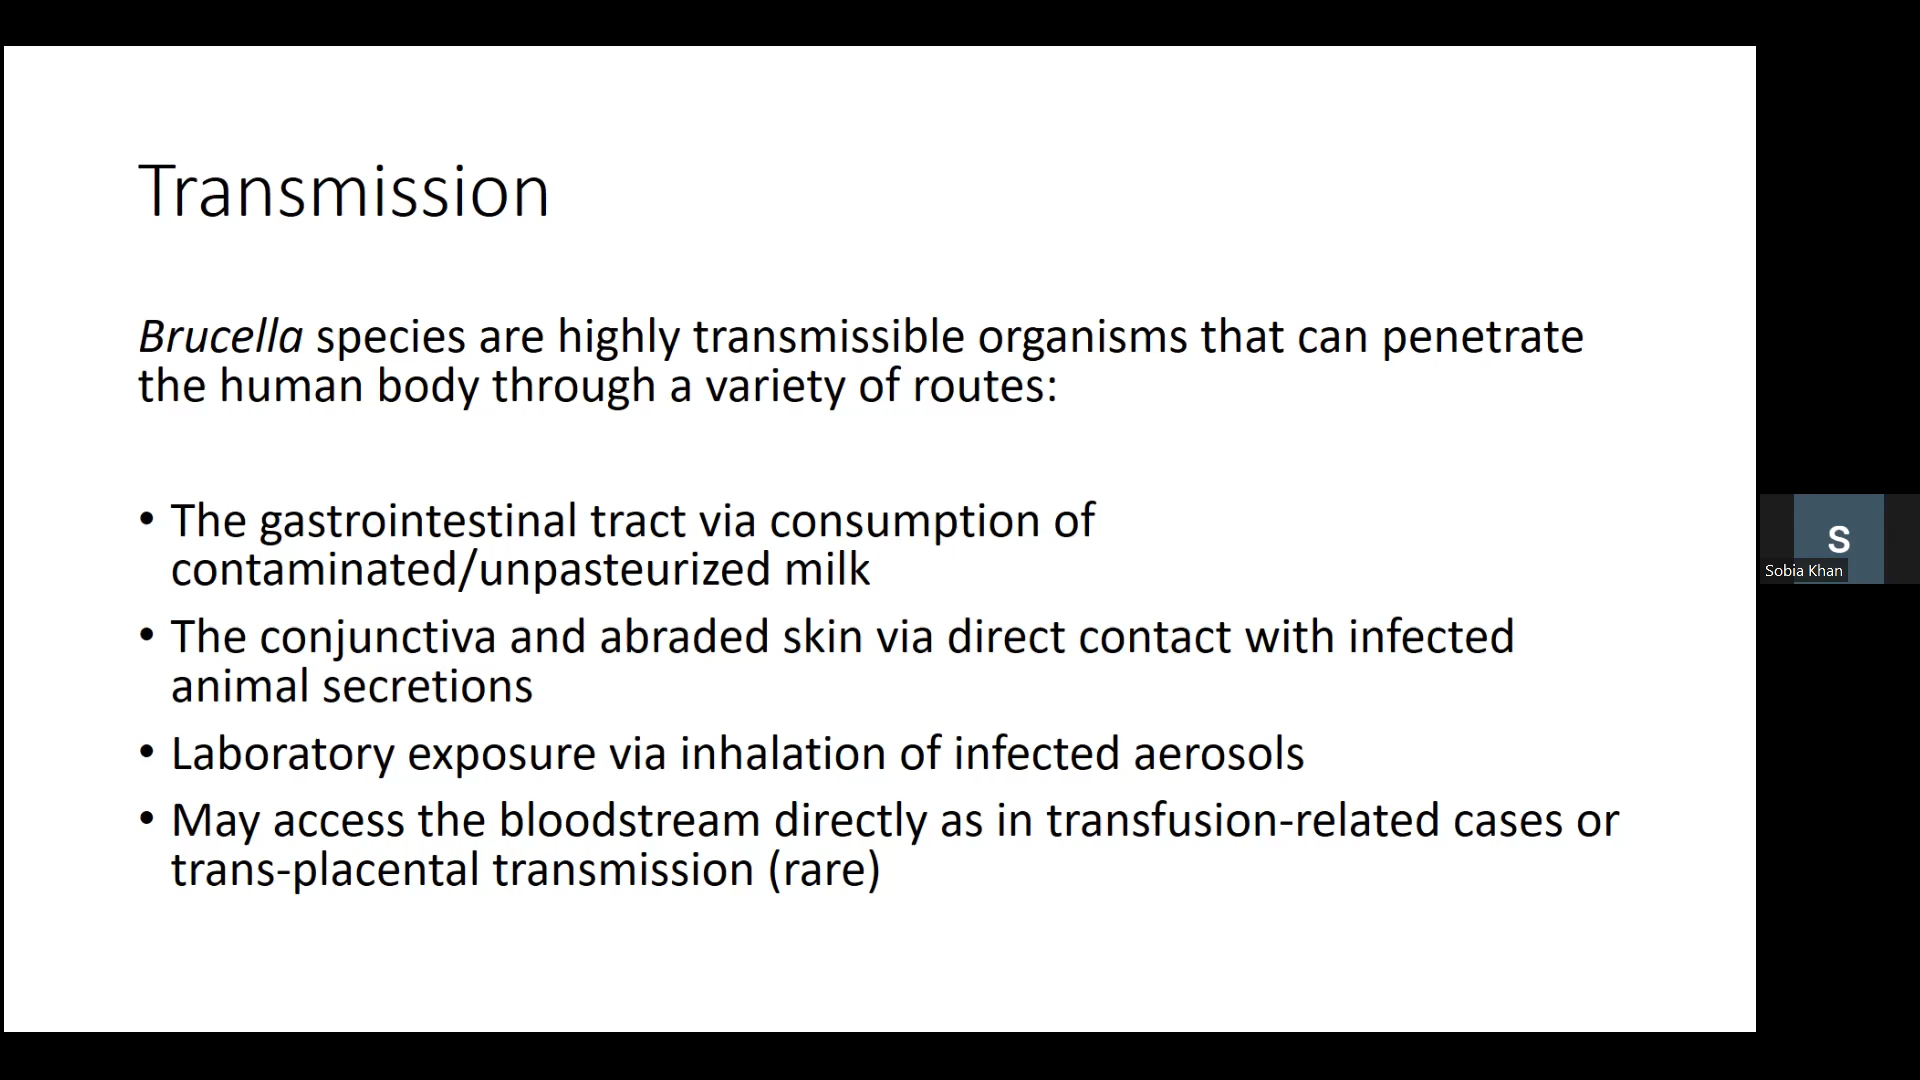 Transmission
Brucella species are highly transmissible organisms that can penetrate
the human body through a variety of routes:
• The gastrointestinal tract via consumption of
contaminated/unpasteurized milk
• The conjunctiva and abraded skin via direct contact with infected
animal secretions
• Laboratory exposure via inhalation of infected aerosols
• May access the bloodstream directly as in transfusion-related cases or
trans-placental transmission (rare)
S
Sobia Khan